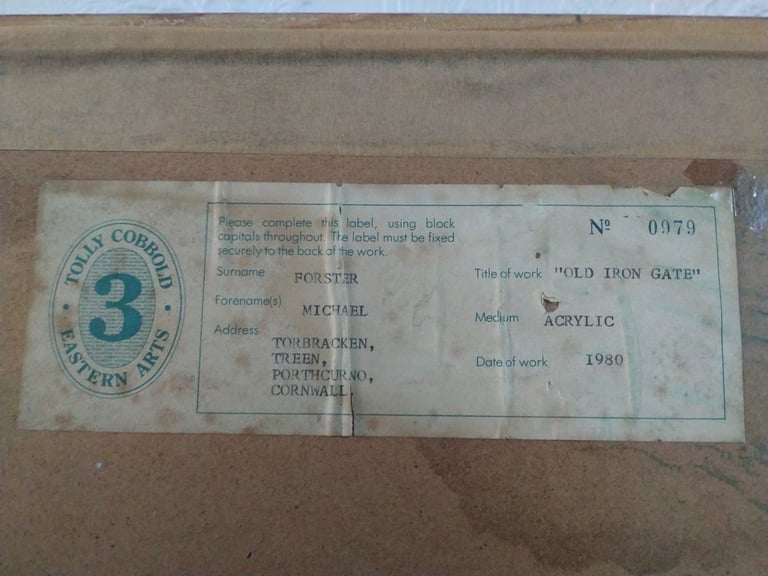 TOLLY COBBOLD
3
EASTERN ARTS
Please complete this label, using block
capitals throughout. The label must be fixed
securely to the back of the work.
Surname FORSTER
Forename(s) MICHAEL
Address TORBRACKEN,
TREEN,
PORTHCURNO,
CORNWALL
Nº 0979
Title of work "OLD IRON GATE"
Medium ACRYLIC
Date of work 1980